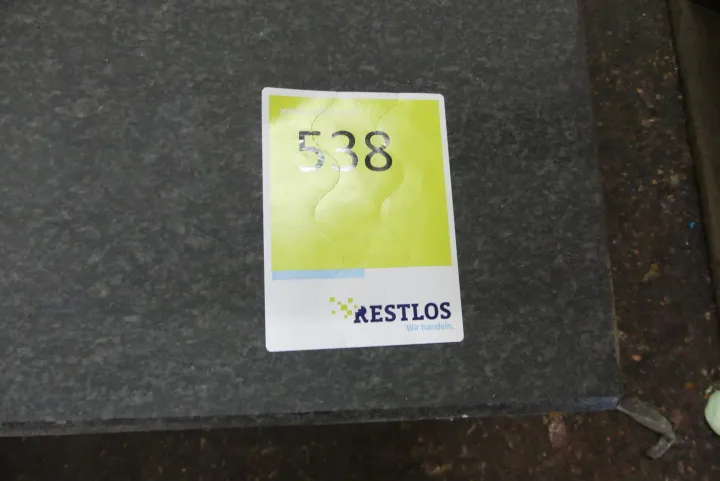 538
RESTLOS
Wir handeln.